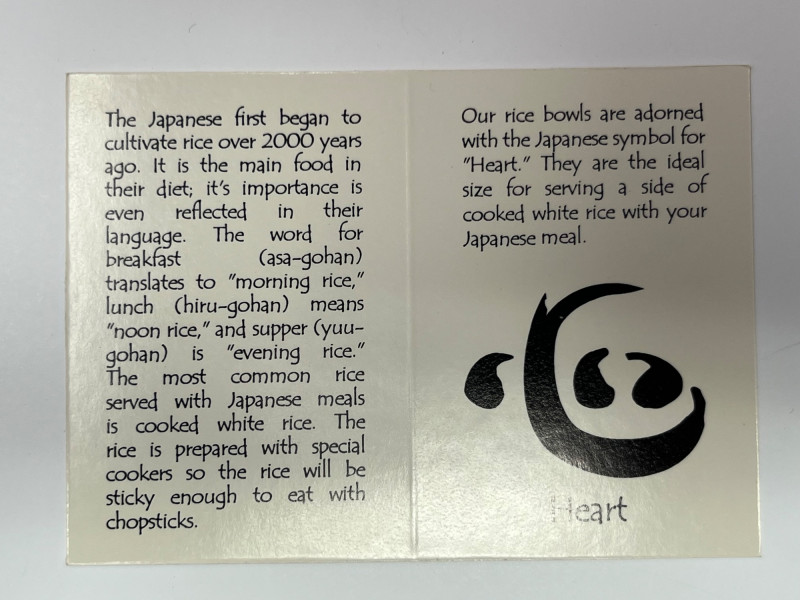 The Japanese first began to
cultivate rice over 2000 years
ago. It is the main food in
their diet; it's importance is
even reflected in their
language. The word for
breakfast (asa-gohan)
translates to "morning rice,"
lunch (hiru-gohan) means
"noon rice," and supper (yuu-
gohan) is "evening rice."
The most common rice
served with Japanese meals
is cooked white rice. The
rice is prepared with special
cookers so the rice will be
sticky enough to eat with
chopsticks.
Our rice bowls are adorned
with the Japanese symbol for
"Heart." They are the ideal
size for serving a side of
cooked white rice with your
Japanese meal.
心
Heart